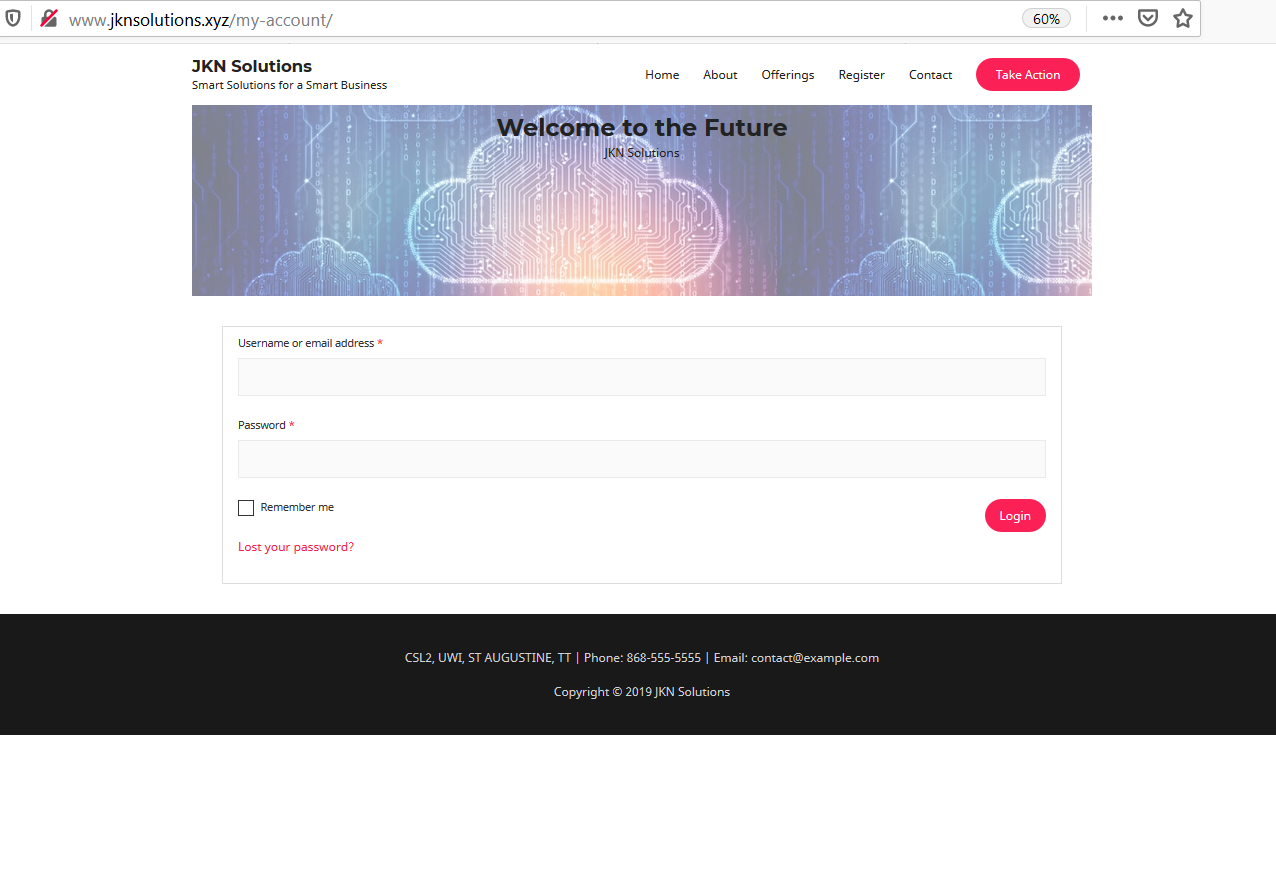 www.jknsolutions.xyz/my-account/ 60%
JKN Solutions
Smart Solutions for a Smart Business
Home About Offerings Register Contact Take Action
Welcome to the Future
JKN Solutions
Username or email address *
Password *
Remember me
Login
Lost your password?
CSL2, UWI, ST AUGUSTINE, TT | Phone: 868-555-5555 | Email: contact@example.com
Copyright © 2019 JKN Solutions